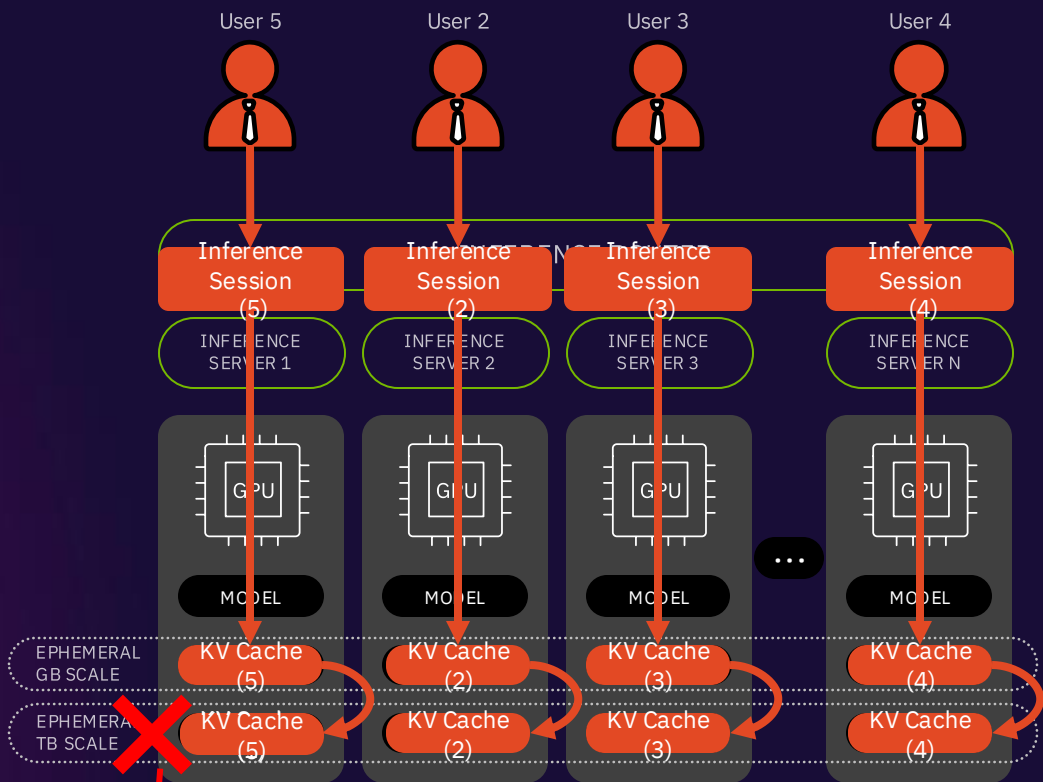 User 5
User 2
User 3
User 4
Inference
Session
(5)
Inference
Session
(2)
Inference
Session
(3)
Inference
Session
(4)
INFERENCE
SERVER 1
INFERENCE
SERVER 2
INFERENCE
SERVER 3
INFERENCE
SERVER N
GPU
GPU
GPU
GPU
...
MODEL
MODEL
MODEL
MODEL
EPHEMERAL
GB SCALE
KV Cache
(5)
KV Cache
(2)
KV Cache
(3)
KV Cache
(4)
EPHEMERAL
TB SCALE
KV Cache
(5)
KV Cache
(2)
KV Cache
(3)
KV Cache
(4)